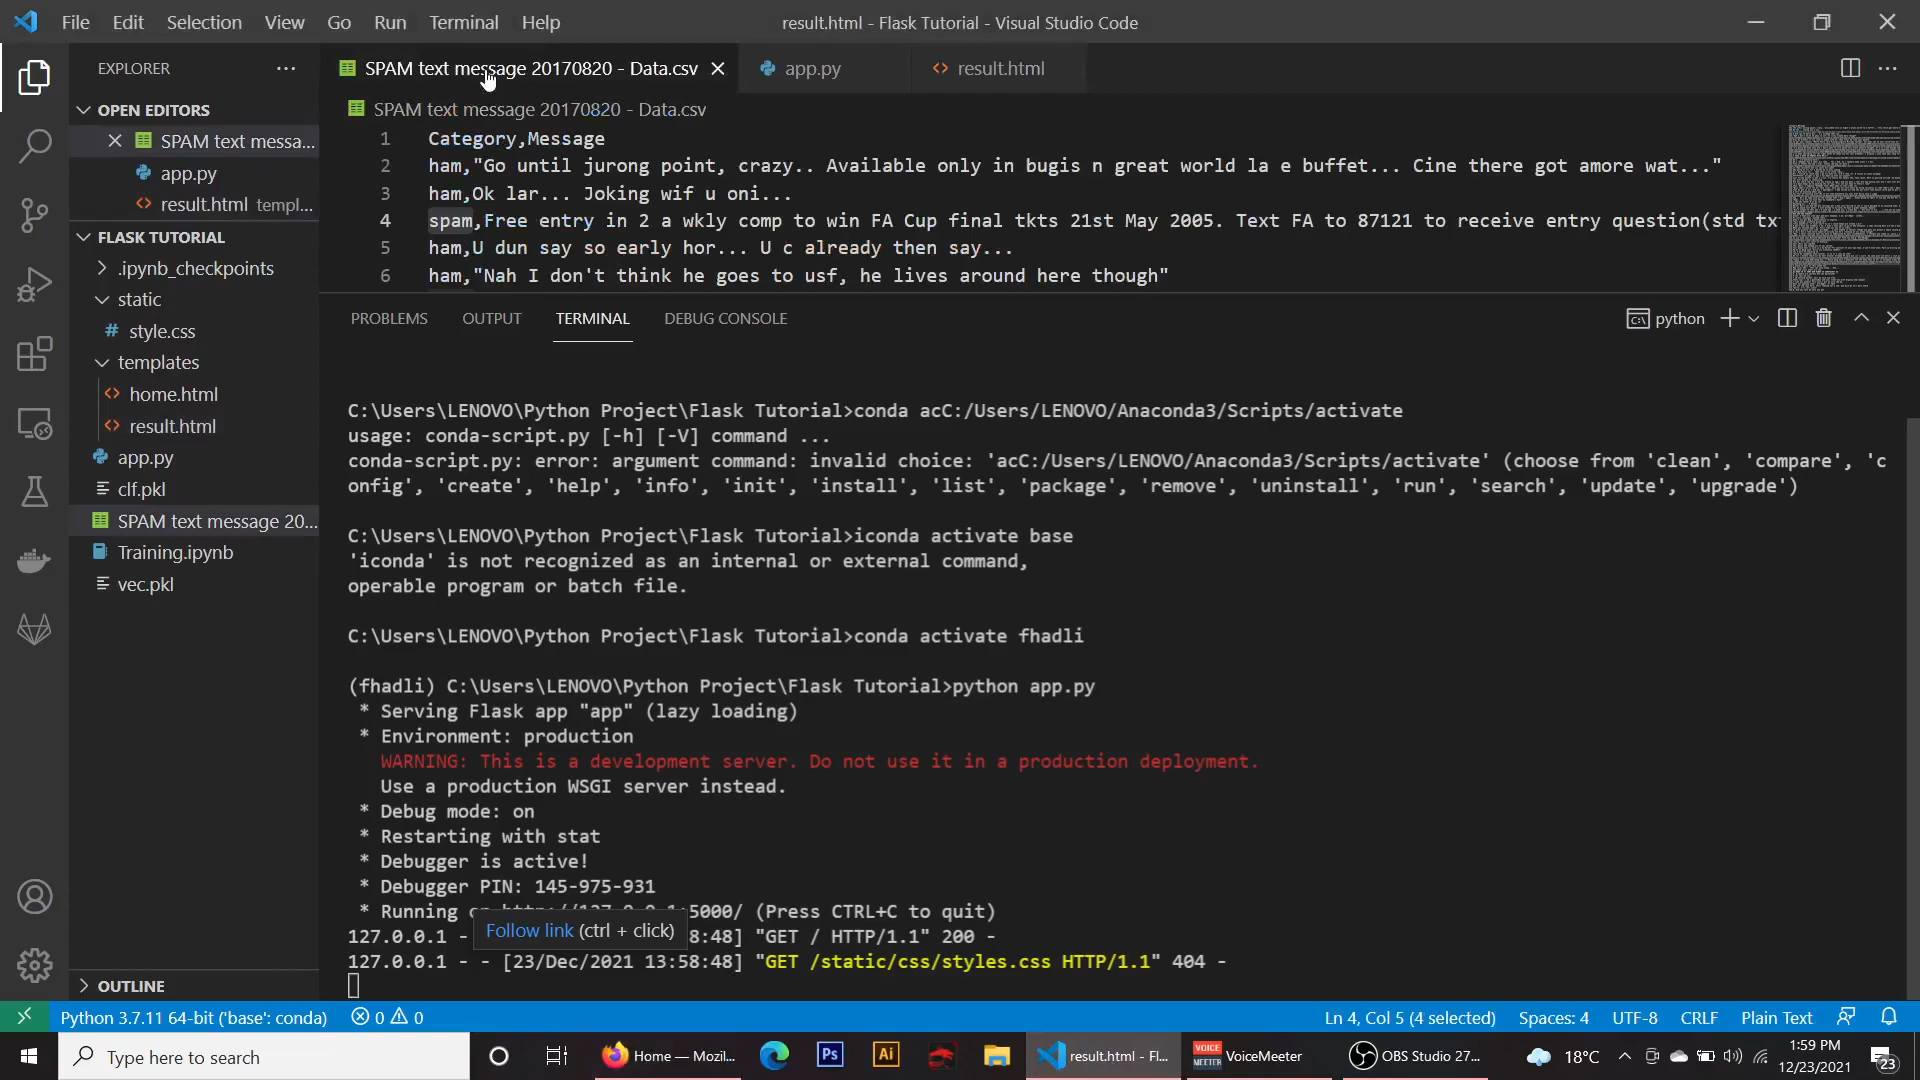 File Edit Selection View Go Run Terminal Help
result.html - Flask Tutorial - Visual Studio Code
EXPLORER
OPEN EDITORS
SPAM text messa...
app.py
result.html templ...
FLASK TUTORIAL
.ipynb_checkpoints
static
# style.css
templates
home.html
result.html
app.py
clf.pkl
SPAM text message 20...
Training.ipynb
vec.pkl
OUTLINE
SPAM text message 20170820 - Data.csv
app.py
result.html
SPAM text message 20170820 - Data.csv
1 Category,Message
2 ham,"Go until jurong point, crazy.. Available only in bugis n great world la e buffet... Cine there got amore wat..."
3 ham,Ok lar... Joking wif u oni...
4 spam,Free entry in 2 a wkly comp to win FA Cup final tkts 21st May 2005. Text FA to 87121 to receive entry question(std tx
5 ham,U dun say so early hor... U c already then say...
6 ham,"Nah I don't think he goes to usf, he lives around here though"
PROBLEMS OUTPUT TERMINAL DEBUG CONSOLE
python
C:\Users\LENOVO\Python Project\Flask Tutorial>conda acC:/Users/LENOVO/Anaconda3/Scripts/activate
usage: conda-script.py [-h] [-V] command ...
conda-script.py: error: argument command: invalid choice: 'acC:/Users/LENOVO/Anaconda3/Scripts/activate' (choose from 'clean', 'compare', 'c
onfig', 'create', 'help', 'info', 'init', 'install', 'list', 'package', 'remove', 'uninstall', 'run', 'search', 'update', 'upgrade')
C:\Users\LENOVO\Python Project\Flask Tutorial>iconda activate base
'iconda' is not recognized as an internal or external command,
operable program or batch file.
C:\Users\LENOVO\Python Project\Flask Tutorial>conda activate fhadli
(fhadli) C:\Users\LENOVO\Python Project\Flask Tutorial>python app.py
* Serving Flask app "app" (lazy loading)
* Environment: production
WARNING: This is a development server. Do not use it in a production deployment.
Use a production WSGI server instead.
* Debug mode: on
* Restarting with stat
* Debugger is active!
* Debugger PIN: 145-975-931
* Running on http://127.0.0.1:5000/ (Press CTRL+C to quit)
Follow link (ctrl + click)
127.0.0.1 - 8:48] "GET / HTTP/1.1" 200 -
127.0.0.1 - - [23/Dec/2021 13:58:48] "GET /static/css/styles.css HTTP/1.1" 404 -
Python 3.7.11 64-bit ('base': conda) 0 0
Ln 4, Col 5 (4 selected) Spaces: 4 UTF-8 CRLF Plain Text
Type here to search
Home — Mozil...
Ps
Ai
result.html - Fl...
VOICE MEETER
VoiceMeeter
OBS Studio 27...
18°C
1:59 PM
12/23/2021
23